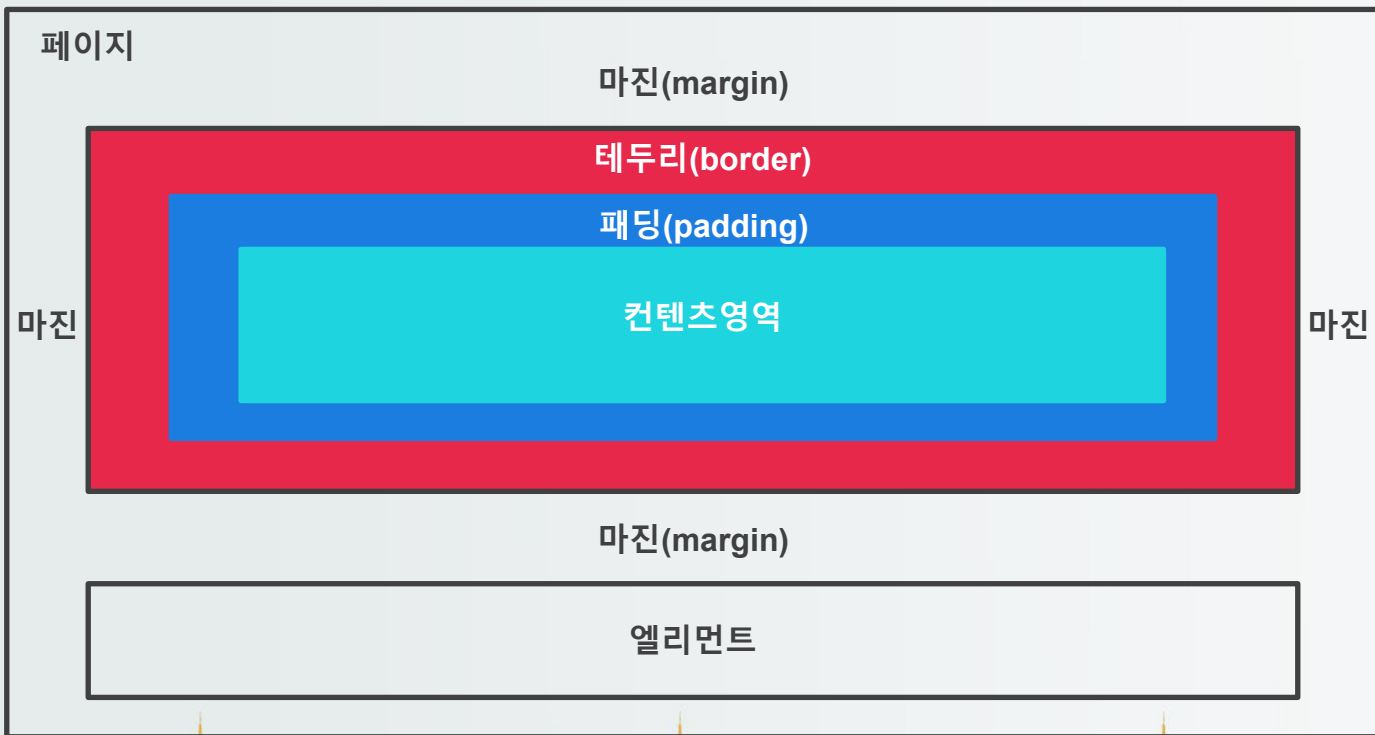 페이지
마진(margin)
테두리(border)
패딩(padding)
컨텐츠영역
마진
마진
마진(margin)
엘리먼트